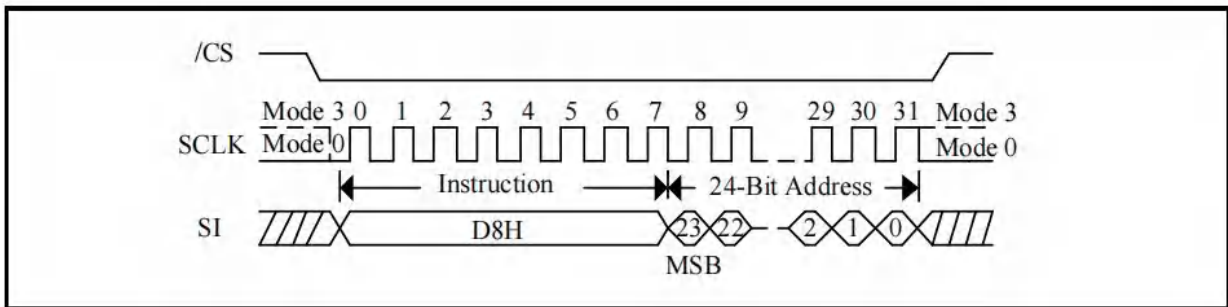 /CS
Mode 3 0 1 2 3 4 5 6 7 8 9 29 30 31 Mode 3
SCLK
Mode 0 Mode 0
Instruction 24-Bit Address
SI D8H 23 22 2 1 0
MSB